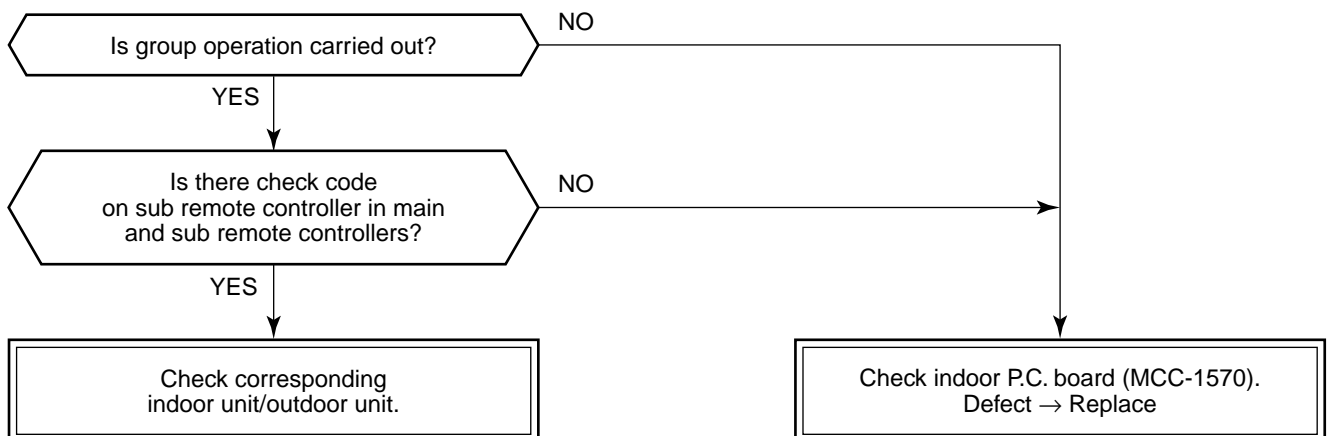 Is group operation carried out?
NO
YES
Is there check code
on sub remote controller in main
and sub remote controllers?
NO
YES
Check corresponding
indoor unit/outdoor unit.
Check indoor P.C. board (MCC-1570).
Defect → Replace